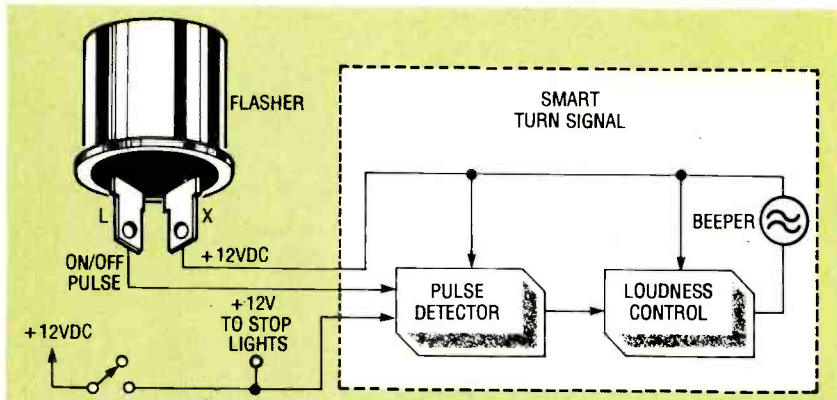 FLASHER
L
X
ON/OFF
PULSE
+12VDC
+12V
TO STOP
LIGHTS
+12VDC
SMART
TURN SIGNAL
BEEPER
PULSE
DETECTOR
LOUDNESS
CONTROL